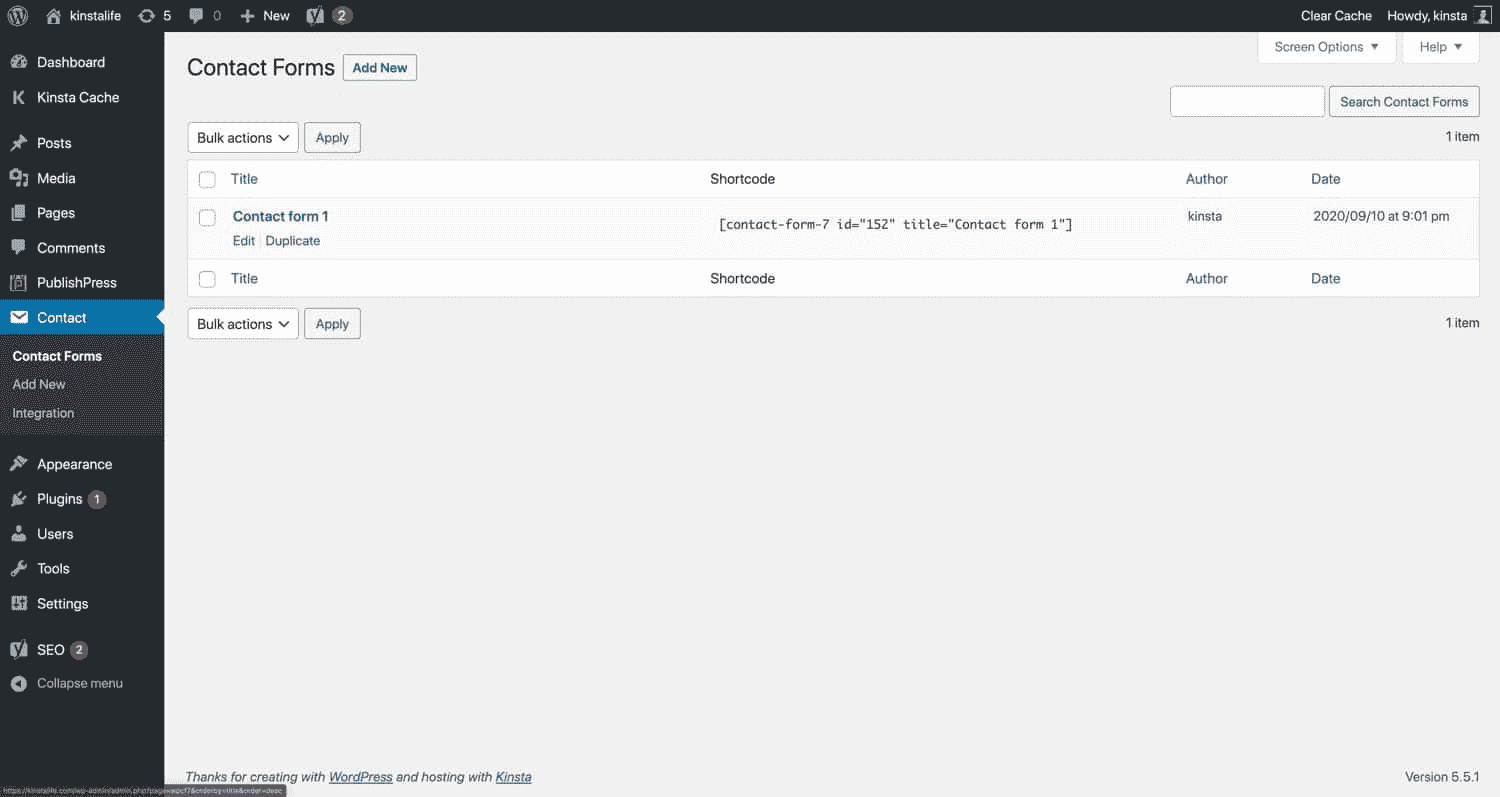 kinstalife 5 0 New 2 Clear Cache Howdy, kinsta
Screen Options Help
Dashboard
Kinsta Cache
Posts
Media
Pages
Comments
PublishPress
Contact
Contact Forms
Add New
Integration
Appearance
Plugins 1
Users
Tools
Settings
SEO 2
Collapse menu
Contact Forms Add New
Search Contact Forms
Bulk actions Apply 1 item
Title Shortcode Author Date
Contact form 1 [contact-form-7 id="152" title="Contact form 1"] kinsta 2020/09/10 at 9:01 pm
Edit Duplicate
Title Shortcode Author Date
Bulk actions Apply 1 item
Thanks for creating with WordPress and hosting with Kinsta Version 5.5.1